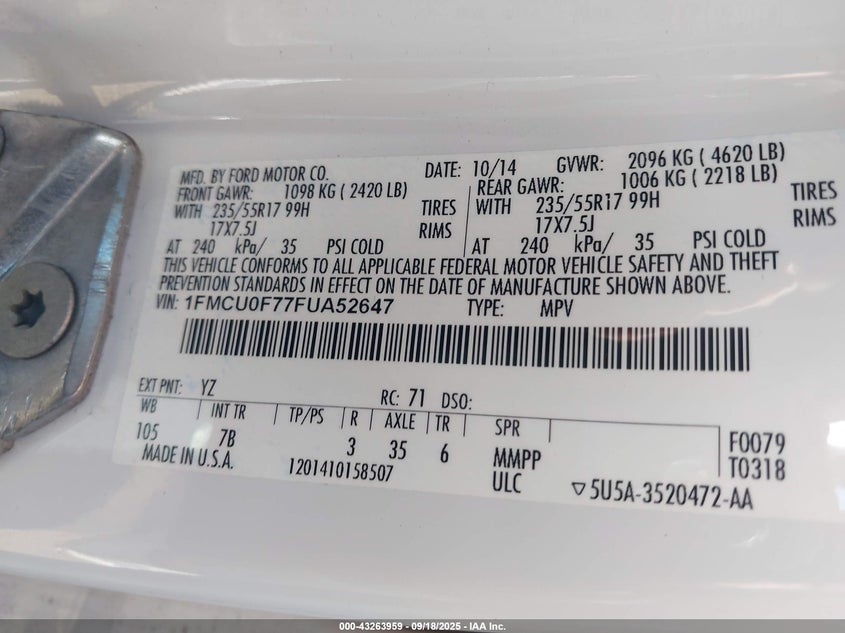 MFD. BY FORD MOTOR CO. DATE: 10/14 GVWR: 2096 KG ( 4620 LB)
FRONT GAWR: 1098 KG ( 2420 LB) REAR GAWR: 1006 KG ( 2218 LB)
WITH 235/55R17 99H TIRES WITH 235/55R17 99H TIRES
17X7.5J RIMS 17X7.5J RIMS
AT 240 kPa/ 35 PSI COLD AT 240 kPa/ 35 PSI COLD
THIS VEHICLE CONFORMS TO ALL APPLICABLE FEDERAL MOTOR VEHICLE SAFETY AND THEFT
PREVENTION STANDARDS IN EFFECT ON THE DATE OF MANUFACTURE SHOWN ABOVE.
VIN: 1FMCU0F77FUA52647 TYPE: MPV
EXT PNT: YZ RC: 71 DSO:
WB INT TR TP/PS R AXLE TR SPR
105 7B 3 35 6 MMPP F0079
MADE IN U.S.A. 1201410158507 ULC T0318
▽5U5A-3520472-AA
000-43263959 - 09/18/2025 - IAA Inc.